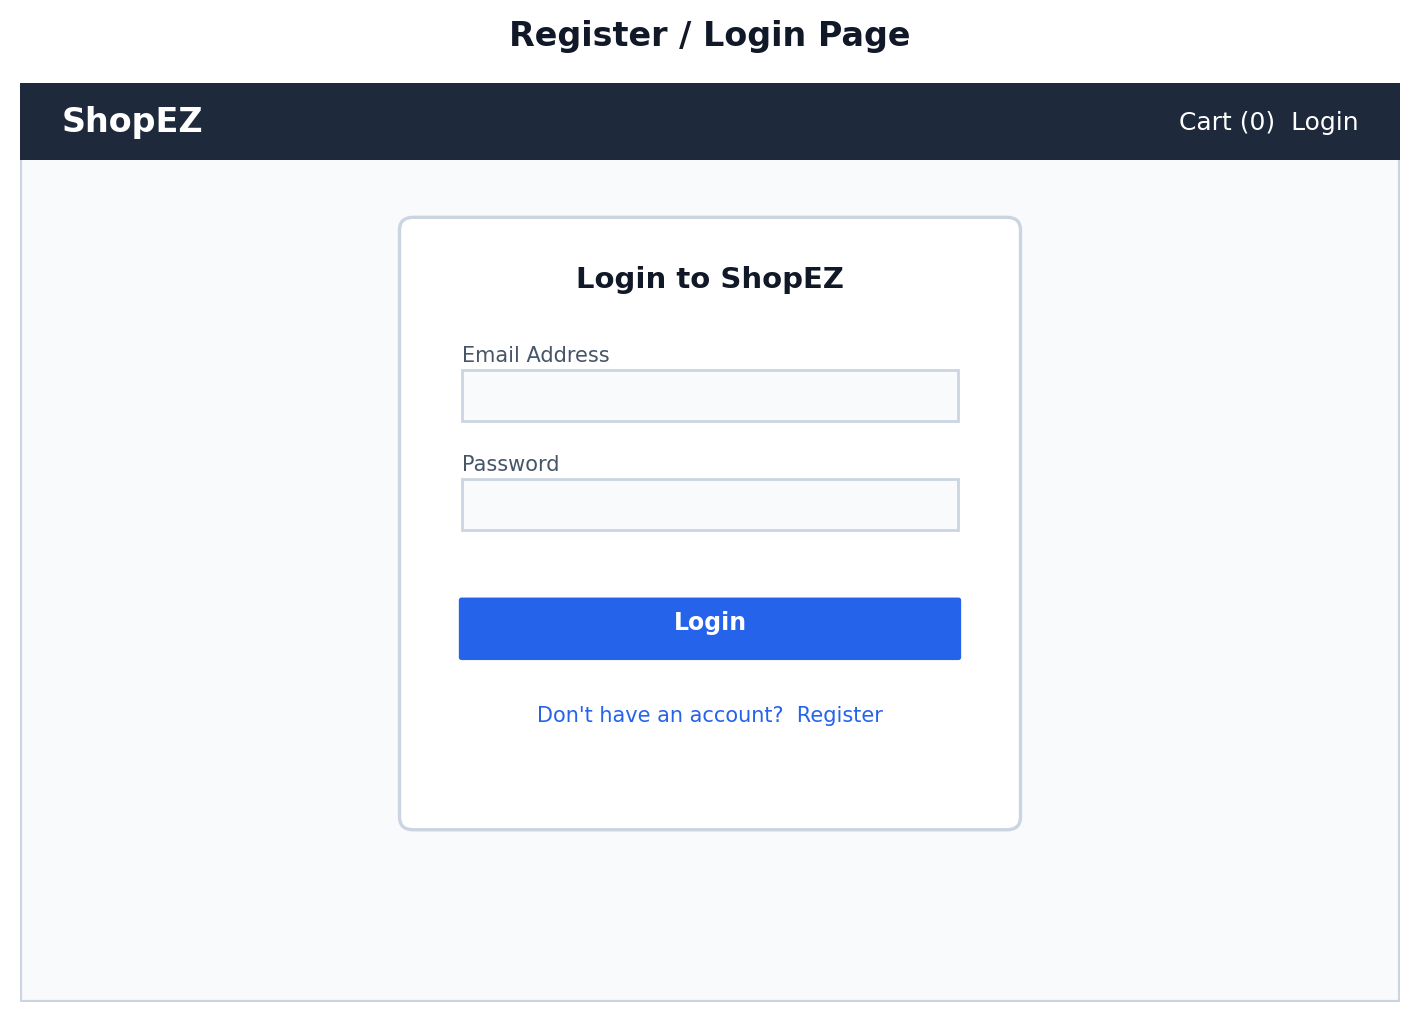 Register / Login Page
ShopEZ
Cart (0) Login
Login to ShopEZ
Email Address
Password
Login
Don't have an account? Register